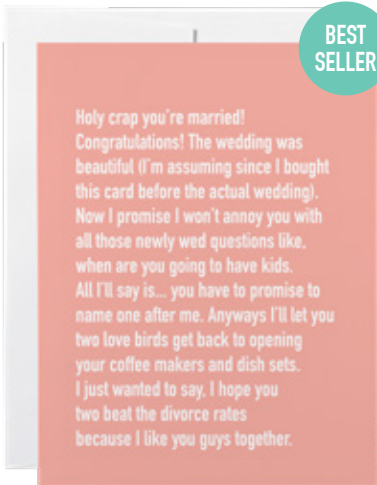 BEST
SELLER
Holy crap you're married!
Congratulations! The wedding was
beautiful (I'm assuming since I bought
this card before the actual wedding).
Now I promise I won't annoy you with
all those newly wed questions like,
when are you going to have kids.
All I'll say is... you have to promise to
name one after me. Anyways I'll let you
two love birds get back to opening
your coffee makers and dish sets.
I just wanted to say, I hope you
two beat the divorce rates
because I like you guys together.